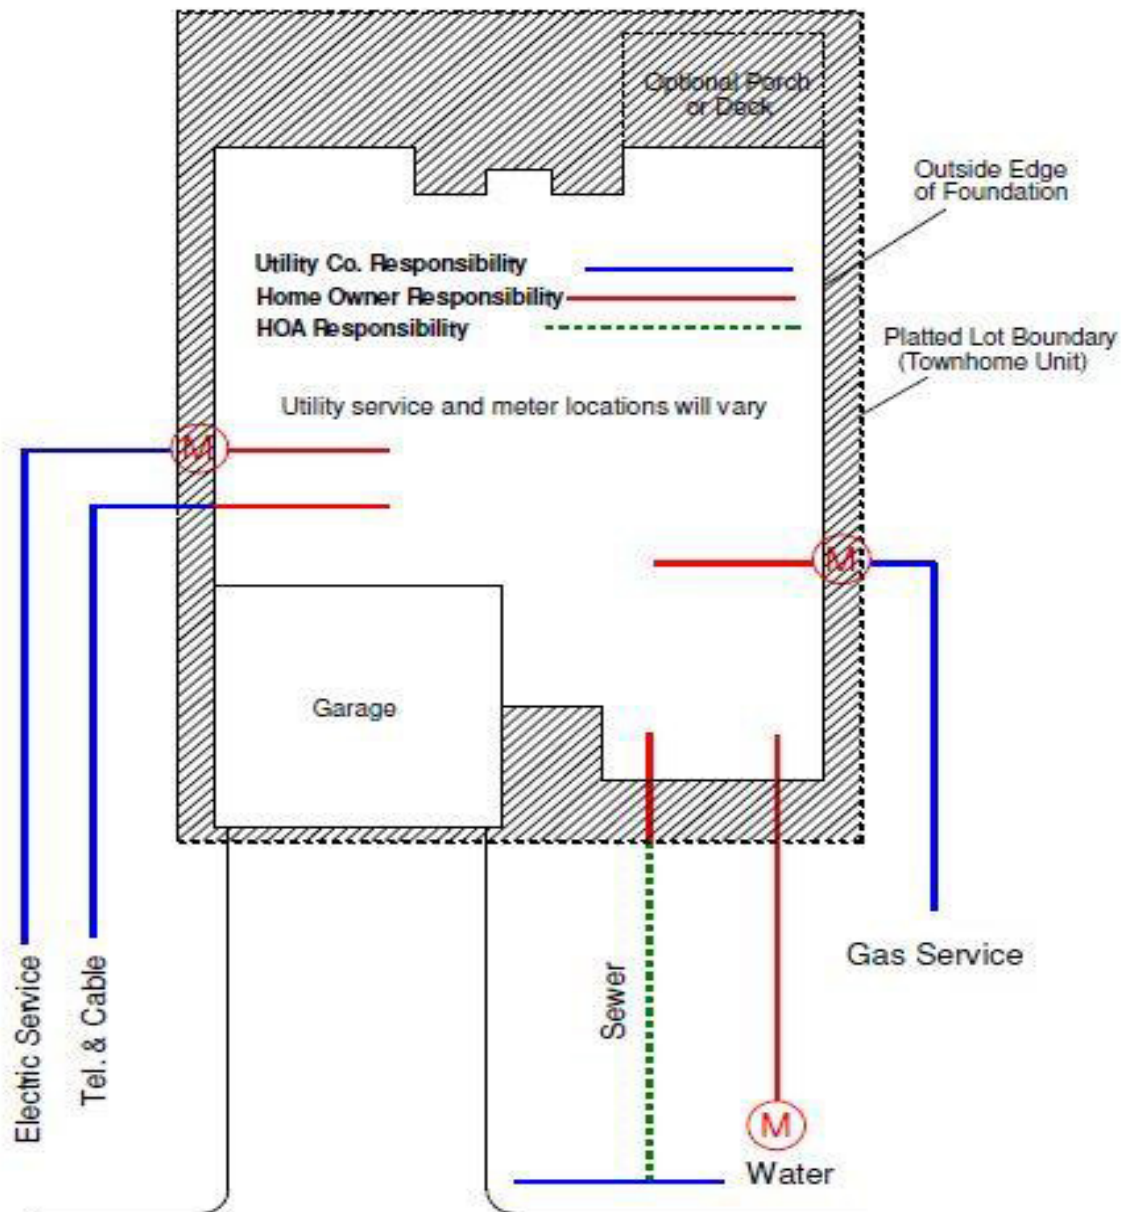 Optional Porch
or Deck
Outside Edge
of Foundation
Utility Co. Responsibility
Home Owner Responsibility
HOA Responsibility
Platted Lot Boundary
(Townhome Unit)
Utility service and meter locations will vary
M
M
Garage
Gas Service
Electric Service
Tel. & Cable
Sewer
M
Water